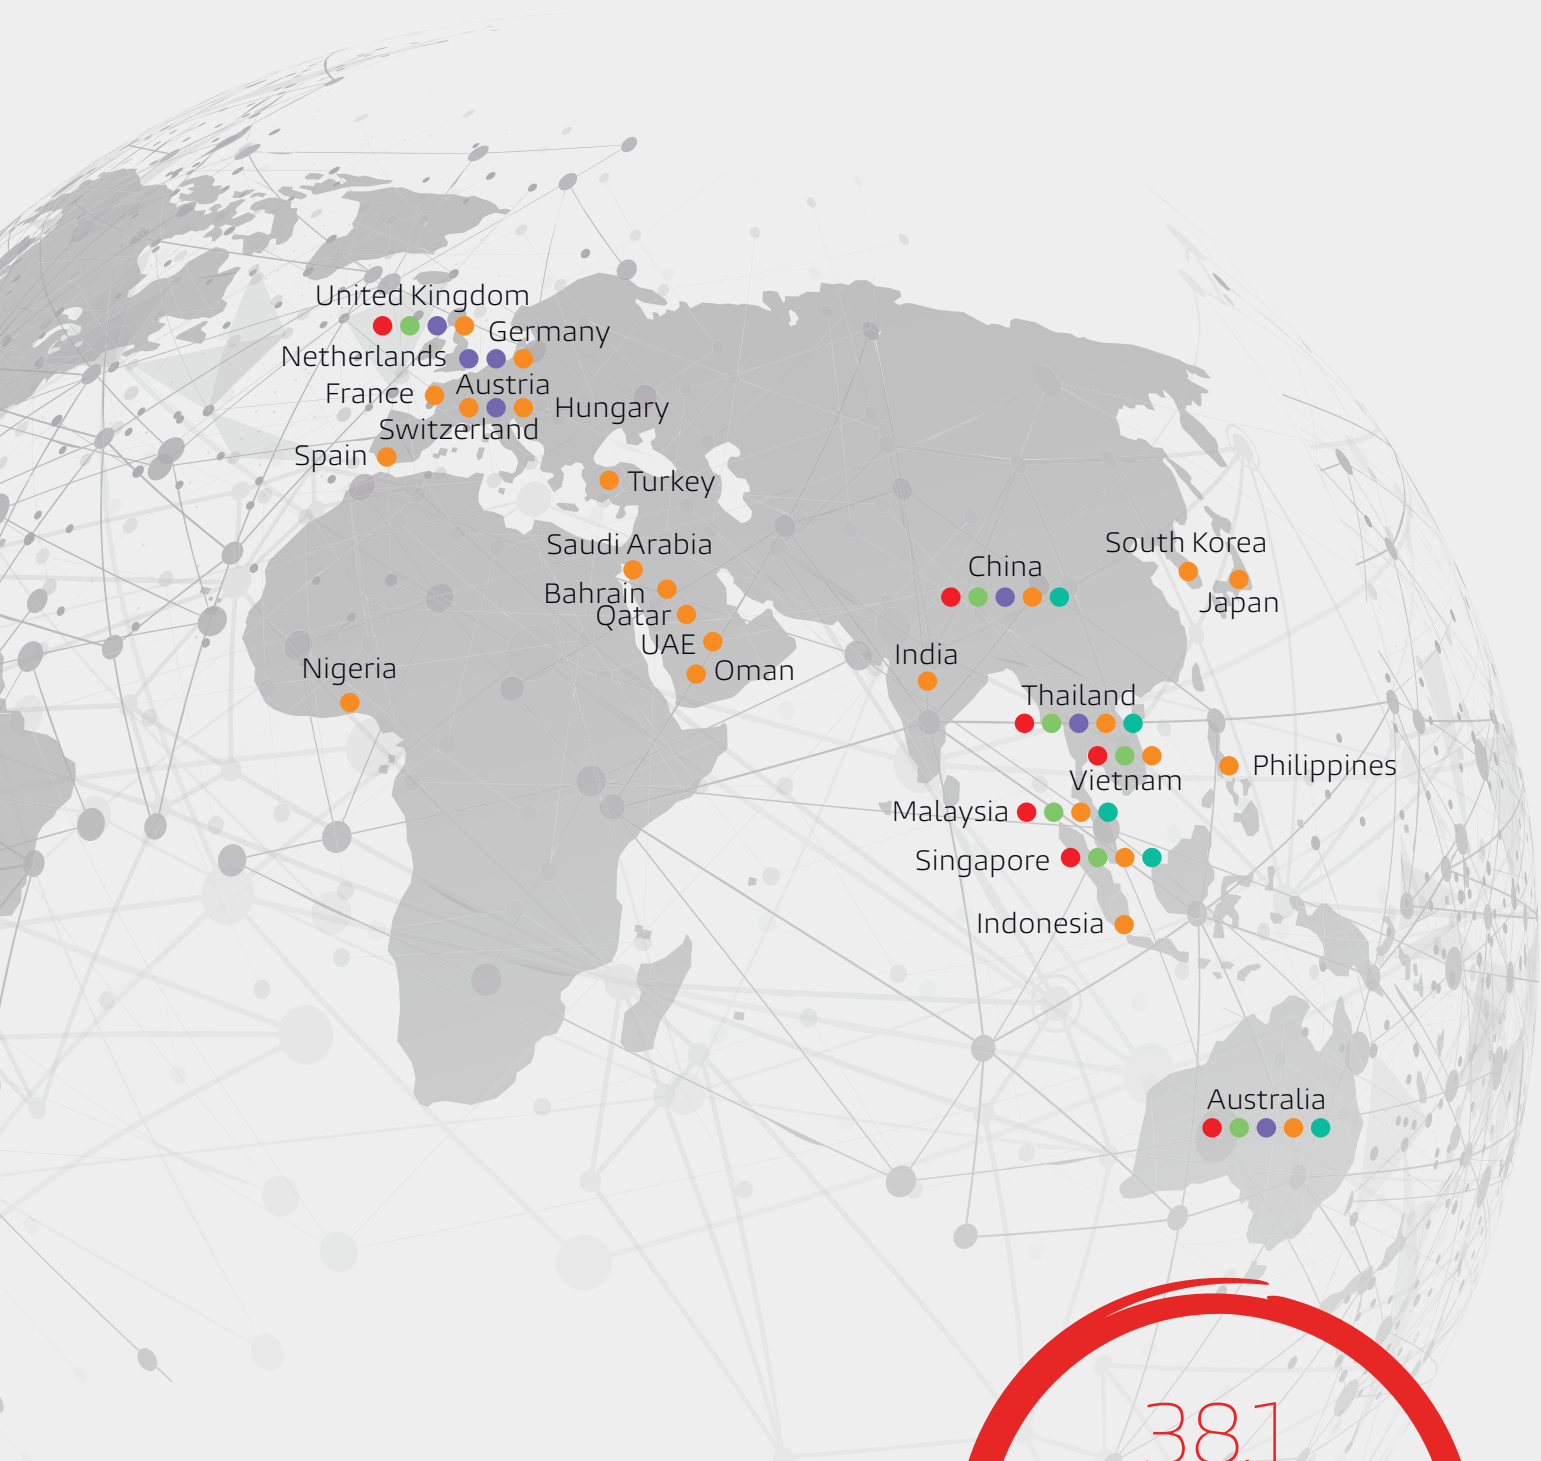 United Kingdom
Germany
Netherlands
Austria
France
Hungary
Switzerland
Spain
Turkey
South Korea
Saudi Arabia
China
Bahrain
Japan
Qatar
UAE
India
Nigeria
Oman
Thailand
Philippines
Vietnam
Malaysia
Singapore
Indonesia
Australia
38.1